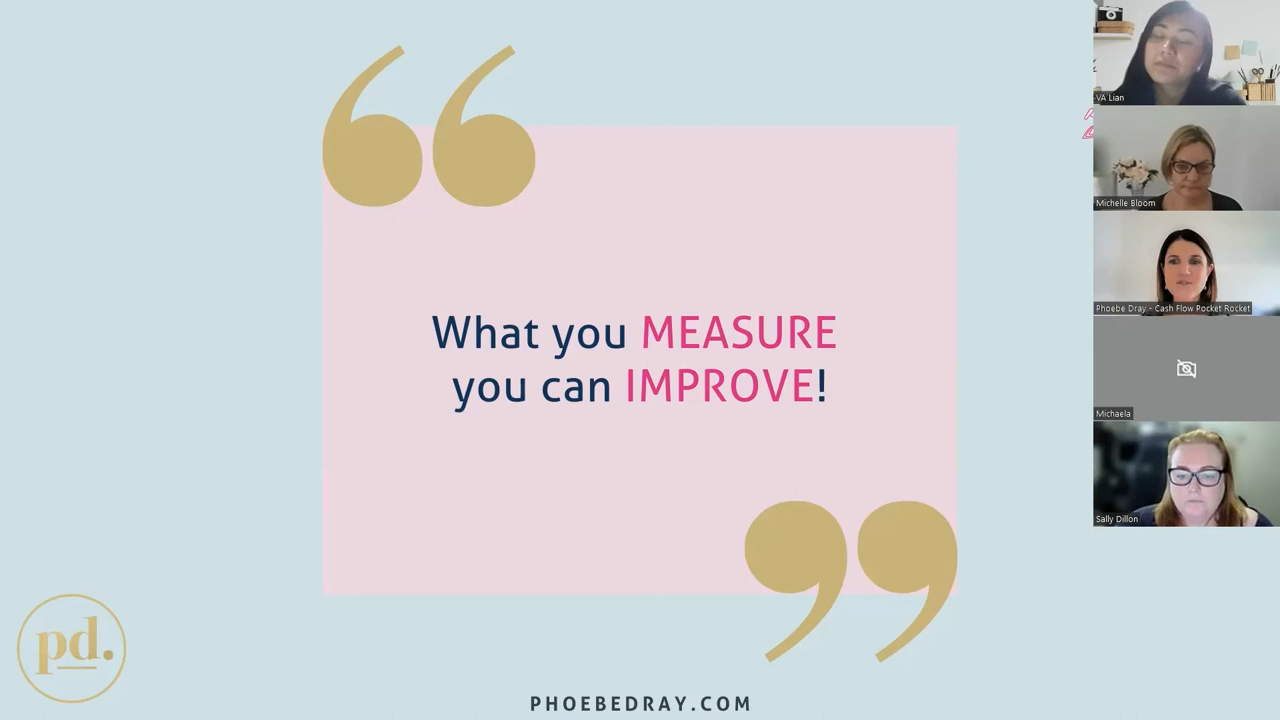 What you MEASURE
you can IMPROVE!
pd.
PHOEBEDRAY.COM
VA Lian
Michelle Bloom
Phoebe Dray - Cash Flow Pocket Rocket
Michaela
Sally Dillon